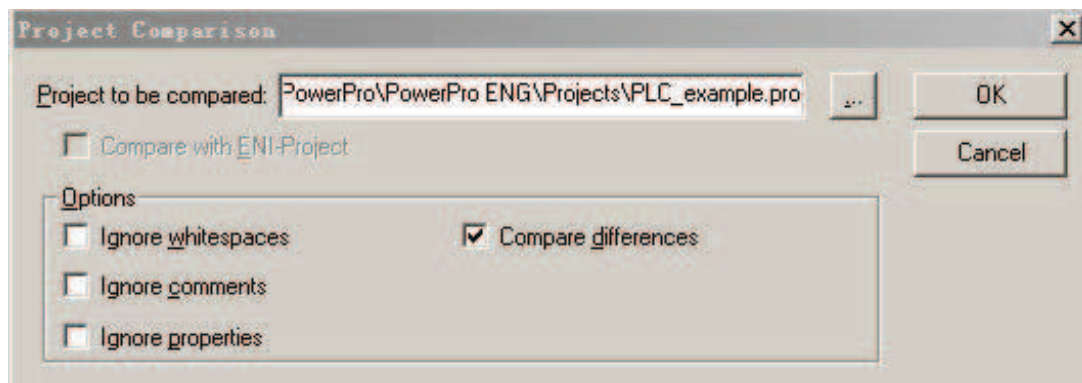 Project Comparison
Project to be compared: PowerPro\PowerPro ENG\Projects\PLC_example.pro ... OK
Compare with ENI-Project Cancel
Options
Ignore whitespaces Compare differences
Ignore comments
Ignore properties